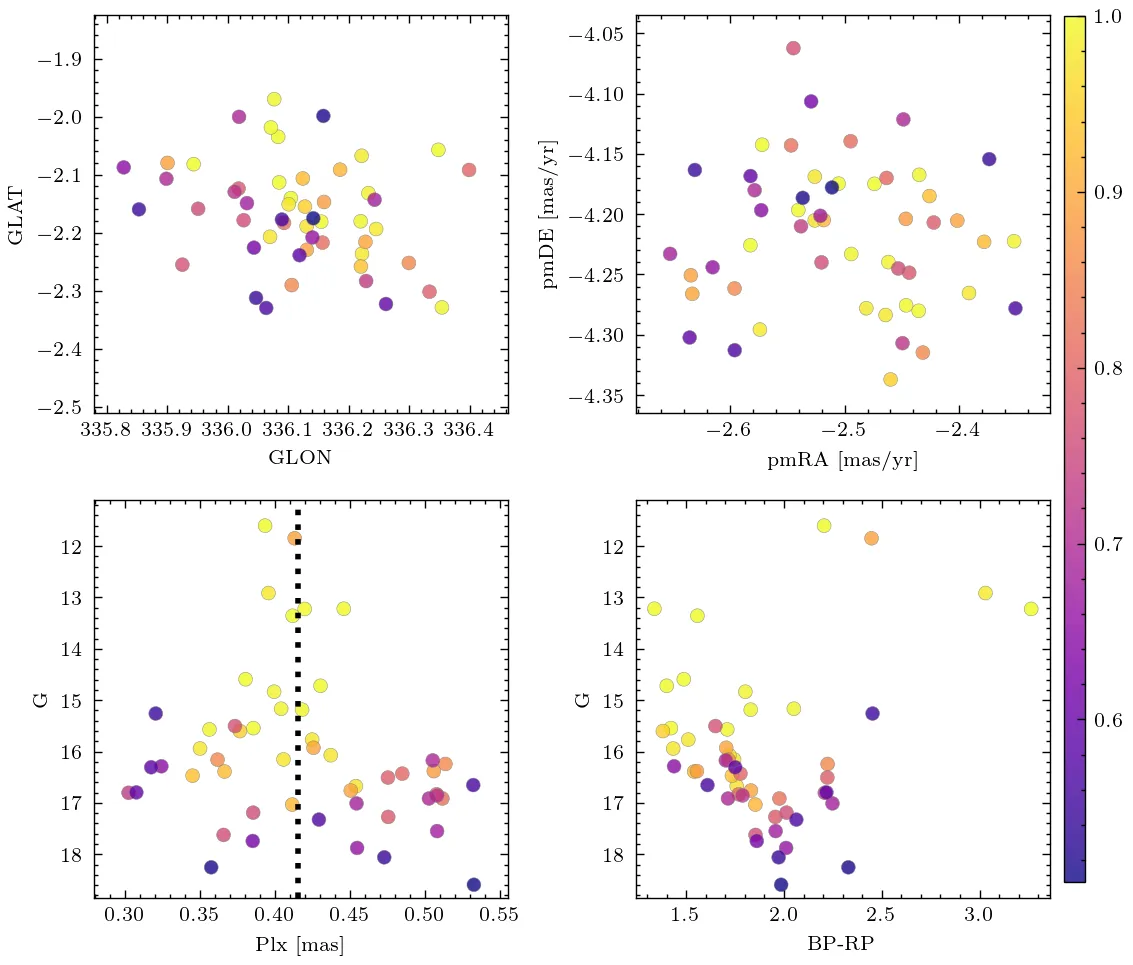 −1.9
−2.0
−2.1
−2.2
−2.3
−2.4
−2.5
GLAT
335.8 335.9 336.0 336.1 336.2 336.3 336.4
GLON
−4.05
−4.10
−4.15
−4.20
−4.25
−4.30
−4.35
pmDE [mas/yr]
−2.6 −2.5 −2.4
pmRA [mas/yr]
1.0
0.9
0.8
0.7
0.6
12
13
14
15
16
17
18
G
0.30 0.35 0.40 0.45 0.50 0.55
Plx [mas]
12
13
14
15
16
17
18
G
1.5 2.0 2.5 3.0
BP-RP